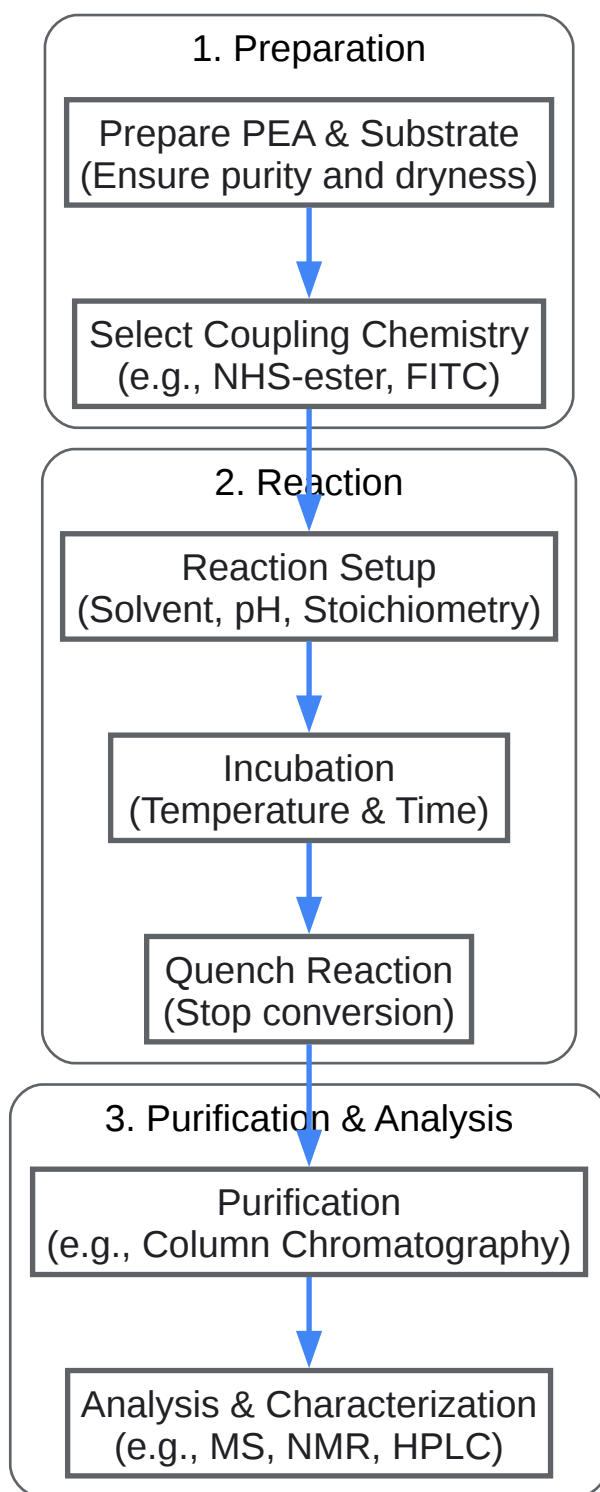 1. Preparation
Prepare PEA & Substrate
(Ensure purity and dryness)
Select Coupling Chemistry
(e.g., NHS-ester, FITC)
2. Reaction
Reaction Setup
(Solvent, pH, Stoichiometry)
Incubation
(Temperature & Time)
Quench Reaction
(Stop conversion)
3. Purification & Analysis
Purification
(e.g., Column Chromatography)
Analysis & Characterization
(e.g., MS, NMR, HPLC)